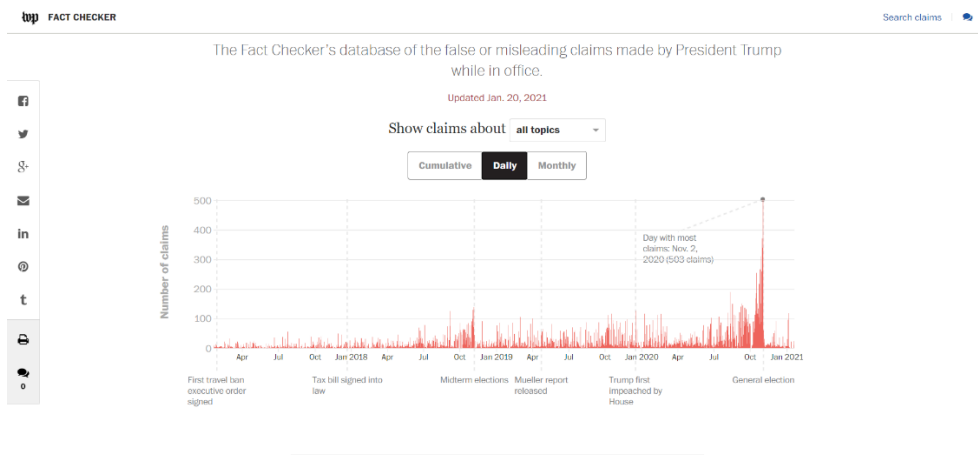 wp FACT CHECKER
Search claims
The Fact Checker's database of the false or misleading claims made by President Trump
while in office.
Updated Jan. 20, 2021
Show claims about all topics
Cumulative Daily Monthly
Number of claims
500
400
300
200
100
0
Day with most
claims: Nov. 2,
2020 (503 claims)
Apr Jul Oct Jan 2018 Apr Jul Oct Jan 2019 Apr Jul Oct Jan 2020 Apr Jul Oct Jan 2021
First travel ban
executive order
signed
Tax bill signed into
law
Midterm elections
Mueller report
released
Trump first
impeached by
House
General election
0